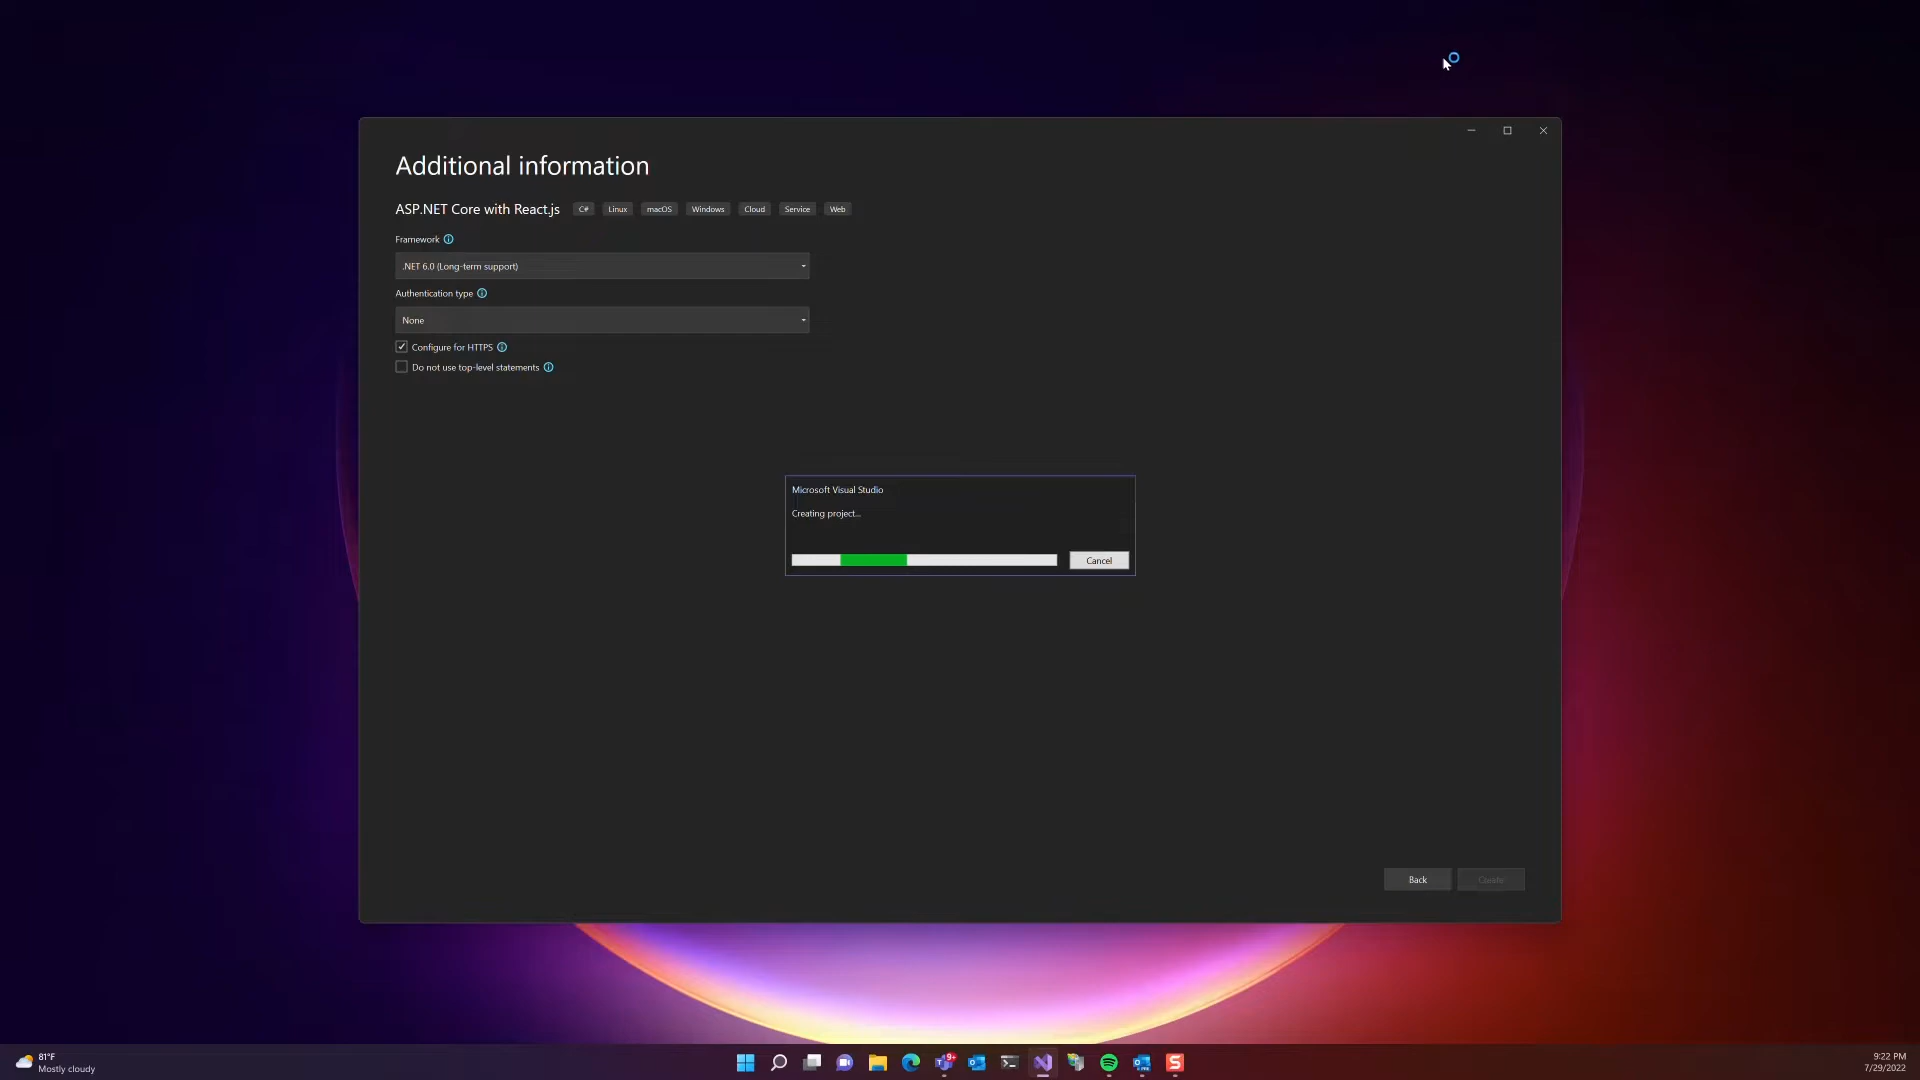 Additional information
ASP.NET Core with React.js C# Linux macOS Windows Cloud Service Web
Framework
.NET 6.0 (Long-term support)
Authentication type
None
Configure for HTTPS
Do not use top-level statements
Microsoft Visual Studio
Creating project...
Cancel
Back Create
81°F
Mostly cloudy
9+
9:22 PM
7/29/2022